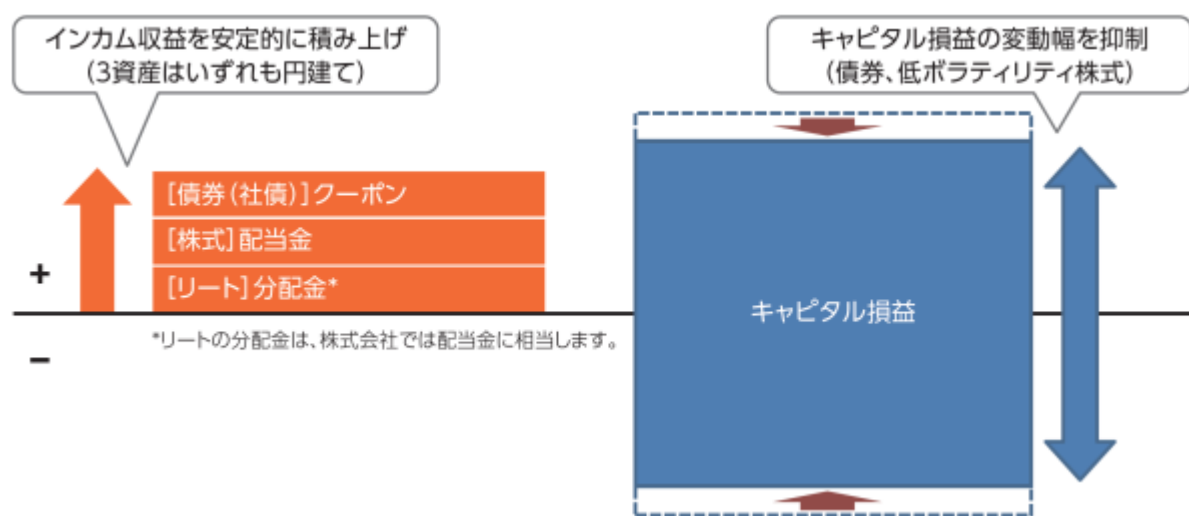 インカム収益を安定的に積み上げ
(3資産はいずれも円建て)
キャピタル損益の変動幅を抑制
(債券、低ボラティリティ株式)
[債券(社債)]クーポン
[株式]配当金
[リート]分配金*
+
キャピタル損益
*リートの分配金は、株式会社では配当金に相当します。
−